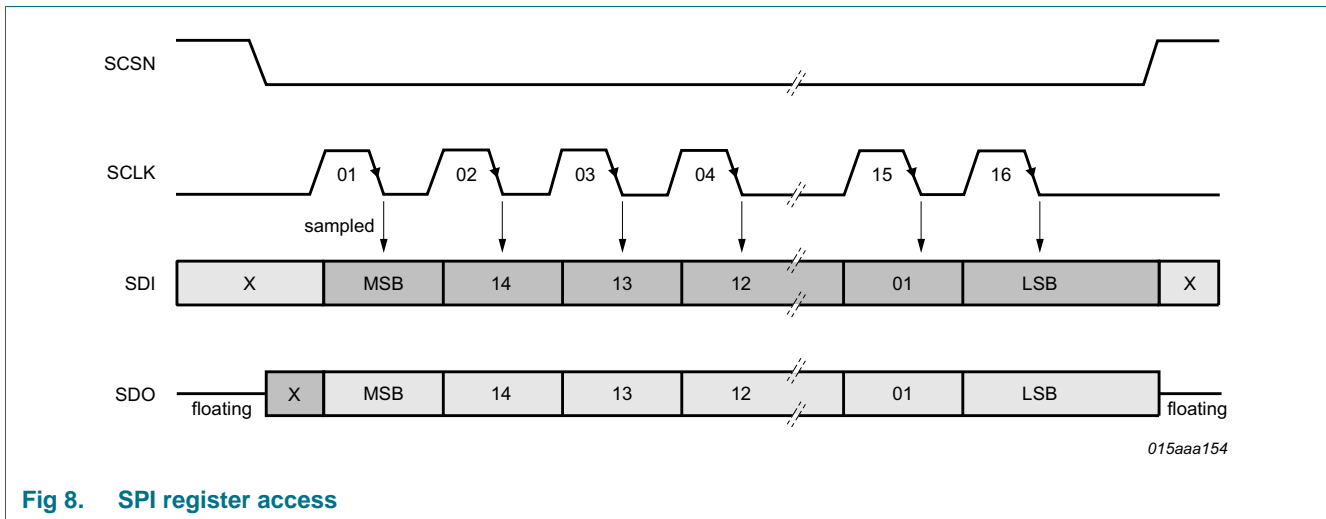 SCSN
SCLK 01 02 03 04 15 16
sampled
SDI X MSB 14 13 12 01 LSB X
SDO X MSB 14 13 12 01 LSB
floating floating
015aaa154
Fig 8. SPI register access